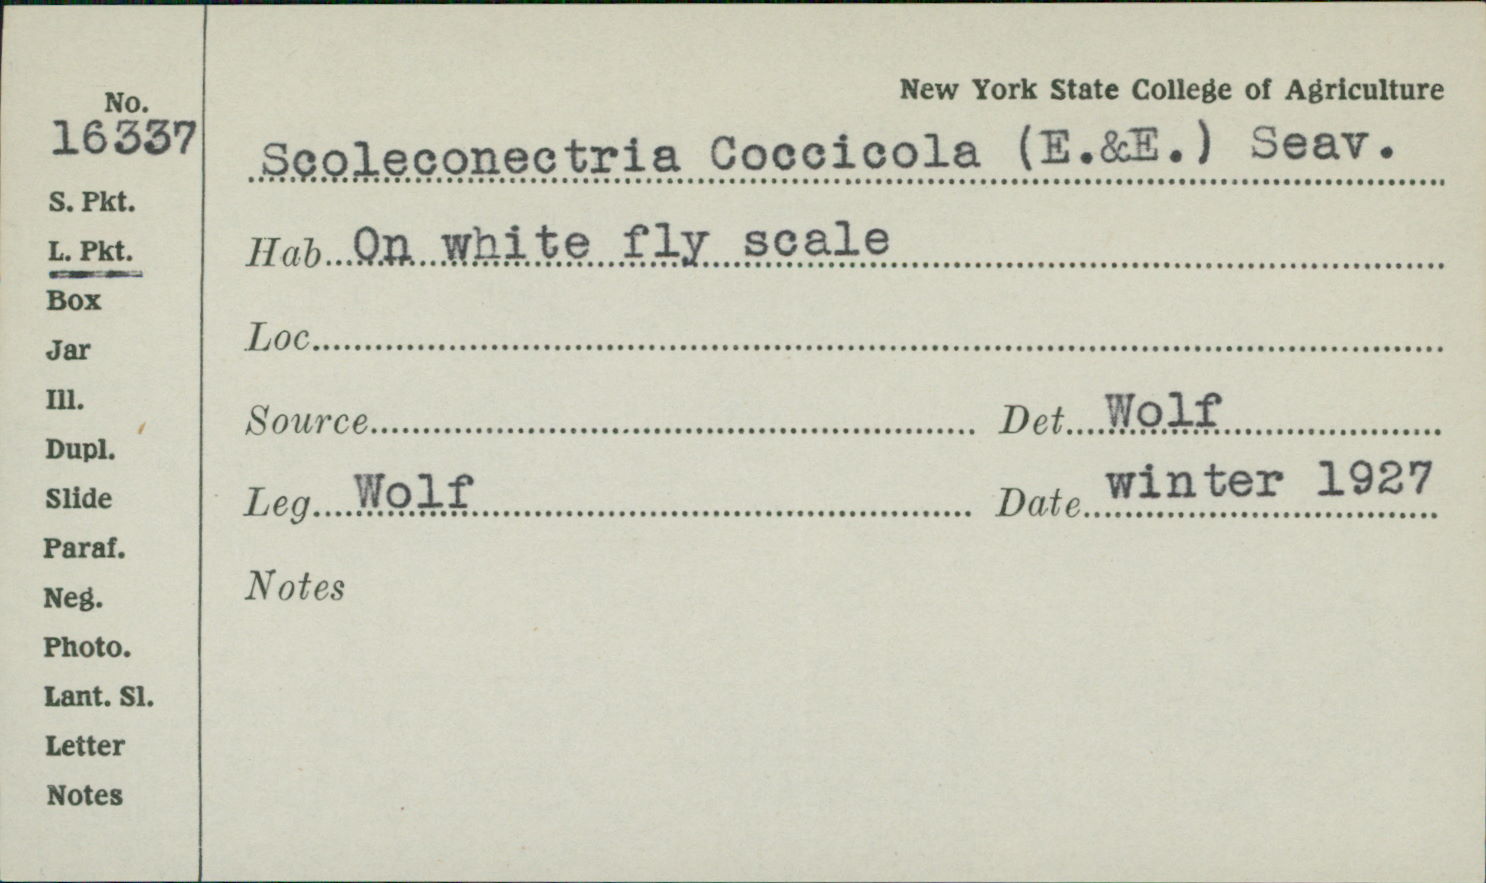 New York State College of Agriculture
No.
16337
S. Pkt.
L. Pkt.
Box
Jar
Ill.
Dupl.
Slide
Paraf.
Neg.
Photo.
Lant. Sl.
Letter
Notes
Scoleconectria Coccicola (E.&E.) Seav.
Hab...On white fly scale
Loc
Source Det....Wolf
Leg....Wolf Date winter 1927
Notes